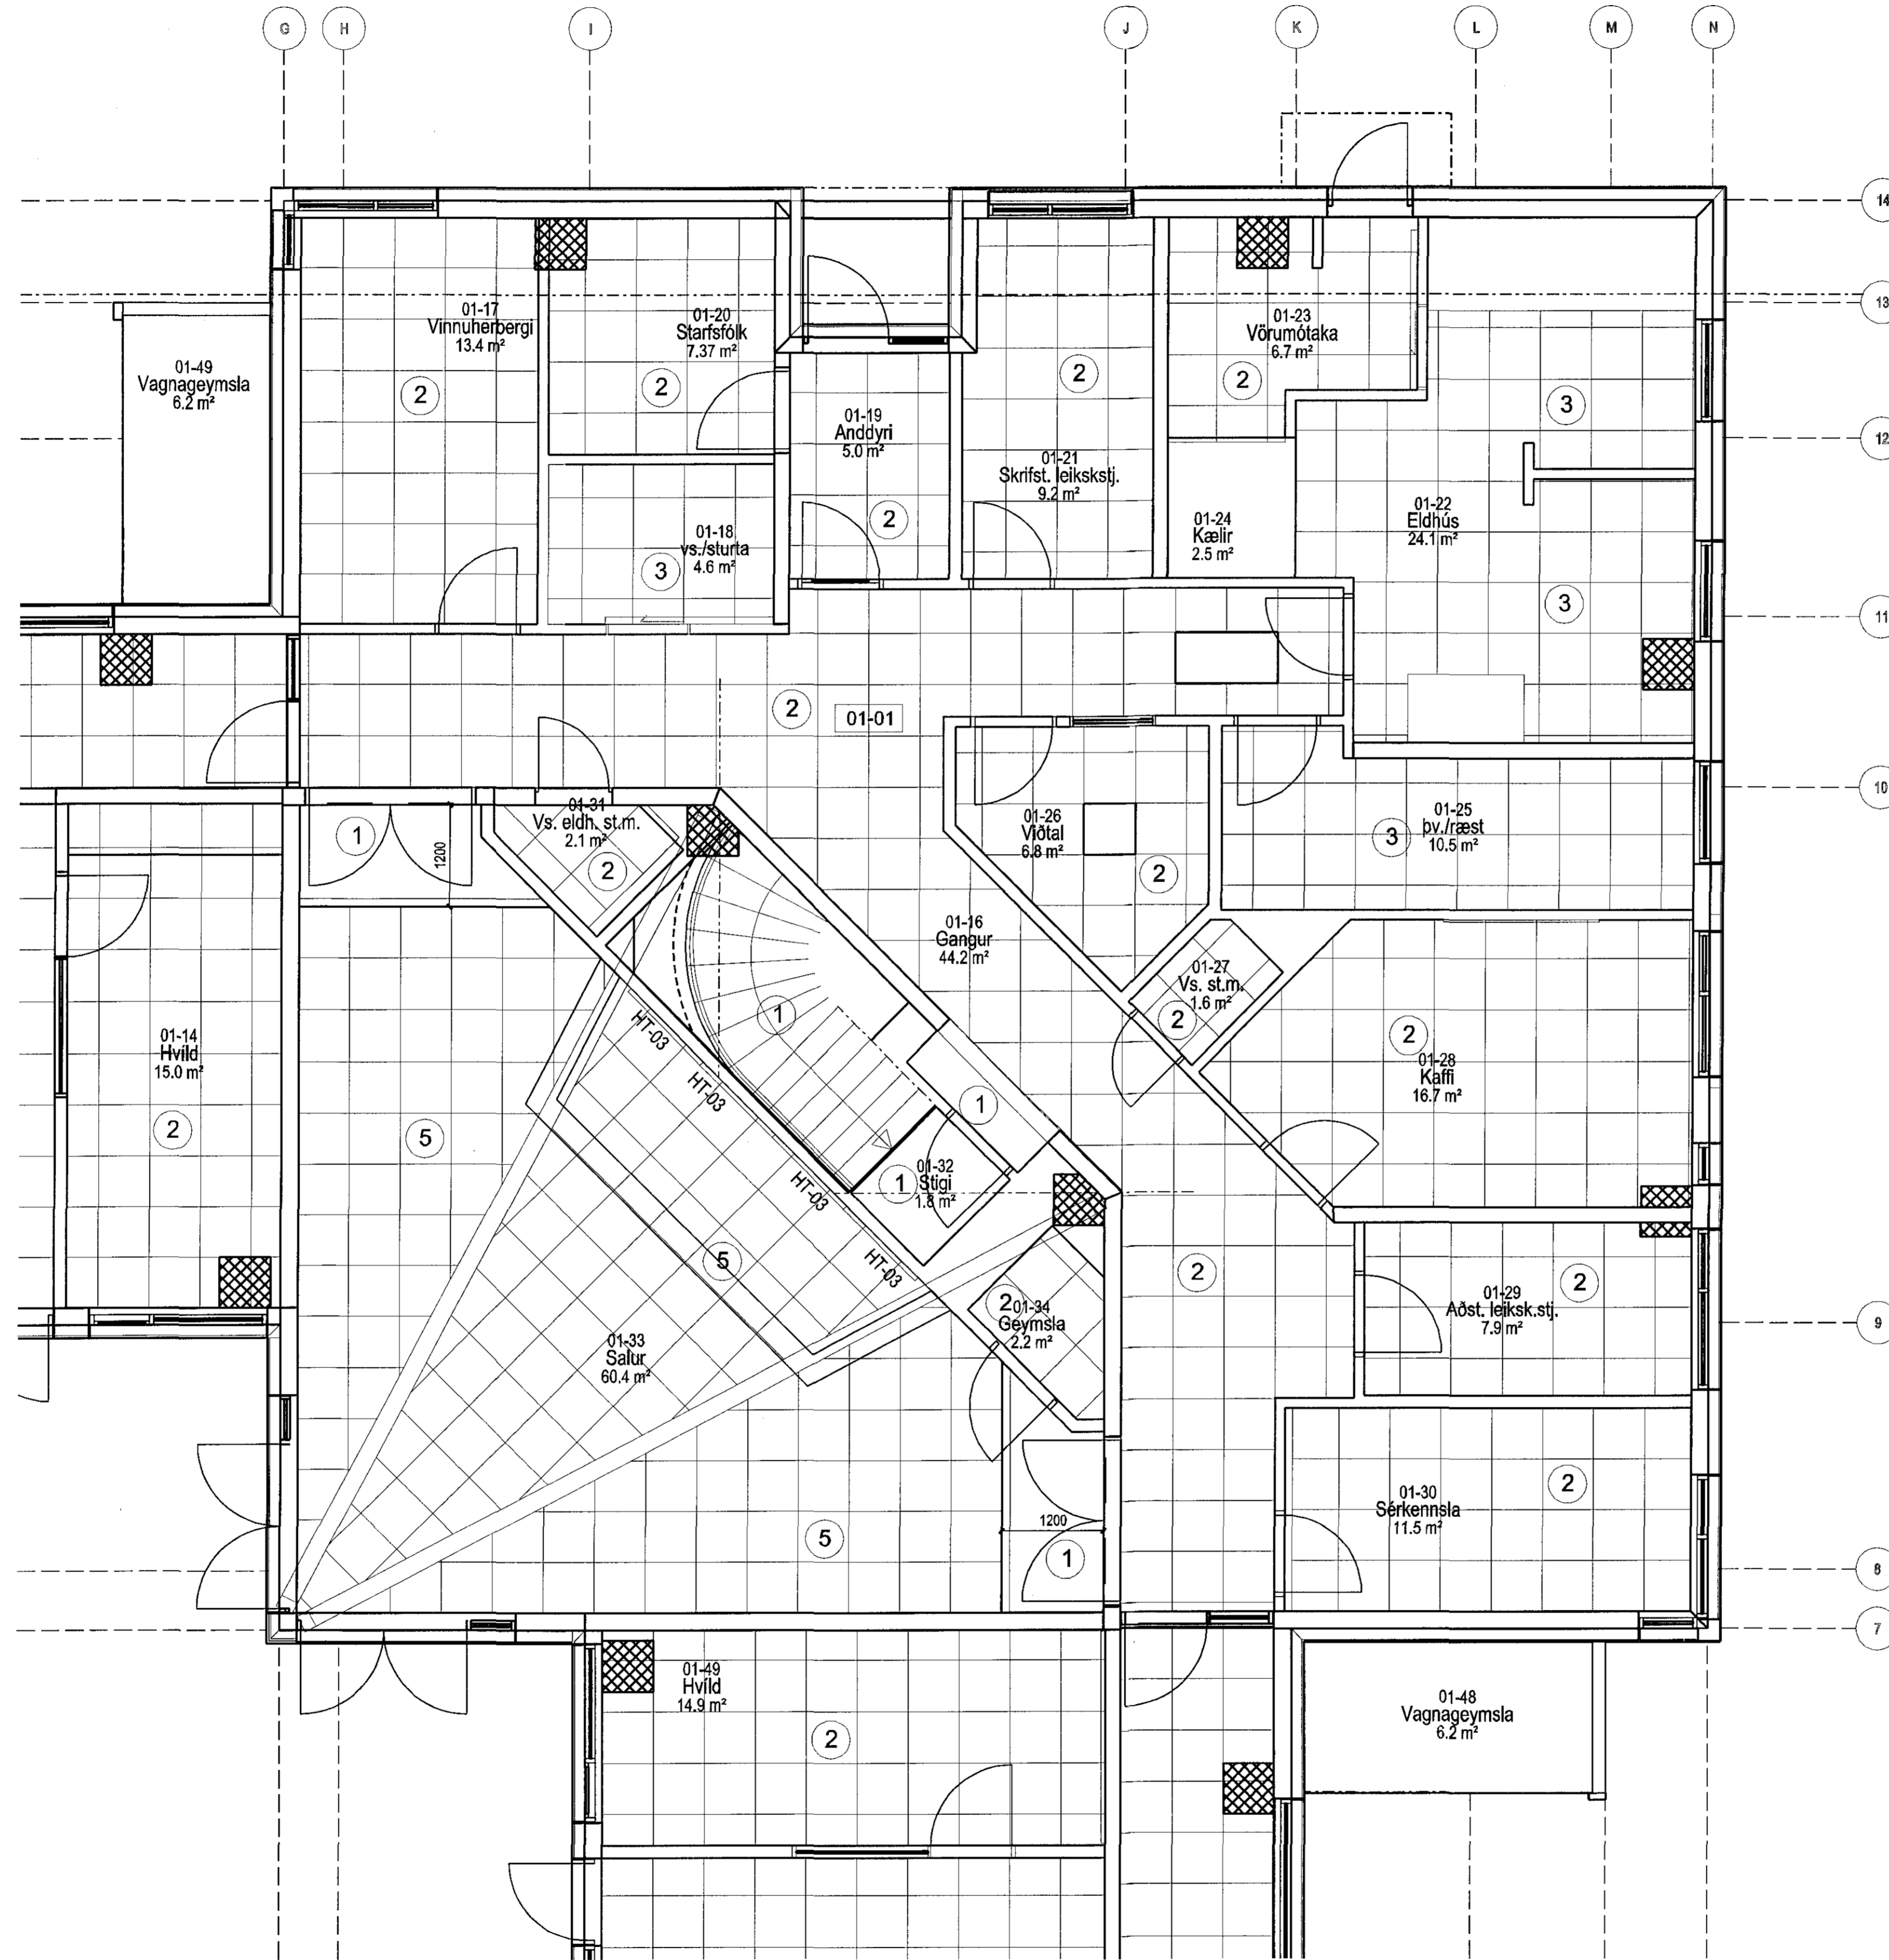 G
H
I
J
K
L
M
N
14
13
12
11
10
9
8
7
01-49
Vagnageymsla
6.2 m²
01-17
Vinnuherbergi
13.4 m²
2
01-20
Starfsfólk
7.37 m²
2
01-18
vs./sturta
4.6 m²
3
01-19
Anddyri
5.0 m²
2
2
01-21
Skrifst. leikskstj.
9.2 m²
01-23
Vörumótaka
6.7 m²
2
01-24
Kælir
2.5 m²
3
01-22
Eldhús
24.1 m²
3
2
01-01
1
1200
01-31
Vs. eldh. st.m.
2.1 m²
2
01-26
Viðtal
6.8 m²
2
01-25
þv./ræst
10.5 m²
3
01-16
Gangur
44.2 m²
01-27
Vs. st.m.
1.6 m²
2
2
01-28
Kaffi
16.7 m²
01-14
Hvíld
15.0 m²
2
5
HT-03
HT-03
HT-03
HT-03
1
1
1
01-32
Stigi
1.8 m²
5
2
01-34
Geymsla
2.2 m²
2
01-29
Aðst. leiksk.stj.
7.9 m²
2
01-33
Salur
60.4 m²
01-30
Sérkennsla
11.5 m²
2
5
1200
1
01-49
Hvíld
14.9 m²
2
01-48
Vagnageymsla
6.2 m²